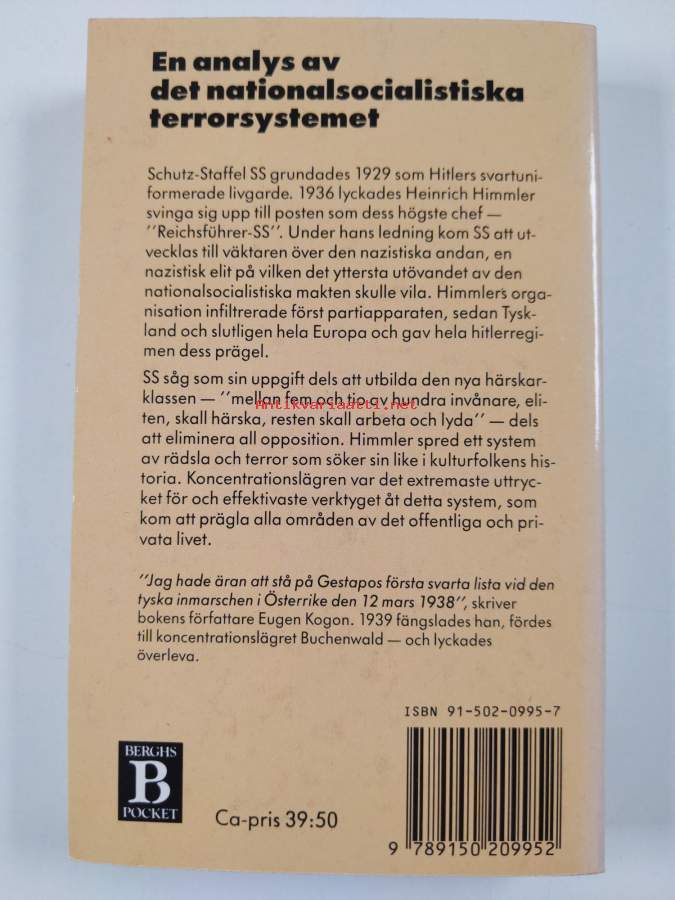 En analys av
det nationalsocialistiska
terrorsystemet
Schutz-Staffel SS grundades 1929 som Hitlers svartuni-
formerade livgarde. 1936 lyckades Heinrich Himmler
svinga sig upp till posten som dess högste chef —
''Reichsführer-SS''. Under hans ledning kom SS att ut-
vecklas till väktaren över den nazistiska andan, en
nazistisk elit på vilken det yttersta utövandet av den
nationalsocialistiska makten skulle vila. Himmlers orga-
nisation infiltrerade först partiapparaten, sedan Tysk-
land och slutligen hela Europa och gav hela hitlerregi-
men dess prägel.
SS såg som sin uppgift dels att utbilda den nya härskar-
klassen — ''mellan fem och tio av hundra invånare, eli-
Antikvariaatti.net
ten, skall härska, resten skall arbeta och lyda'' — dels
att eliminera all opposition. Himmler spred ett system
av rädsla och terror som söker sin like i kulturfolkens his-
toria. Koncentrationslägren var det extremaste uttryc-
ket för och effektivaste verktyget åt detta system, som
kom att prägla alla områden av det offentliga och pri-
vata livet.
''Jag hade äran att stå på Gestapos första svarta lista vid den
tyska inmarschen i Österrike den 12 mars 1938'', skriver
bokens författare Eugen Kogon. 1939 fängslades han, fördes
till koncentrationslägret Buchenwald — och lyckades
överleva.
ISBN 91-502-0995-7
BERGHS
B
POCKET
Ca-pris 39:50
9 789150 209952